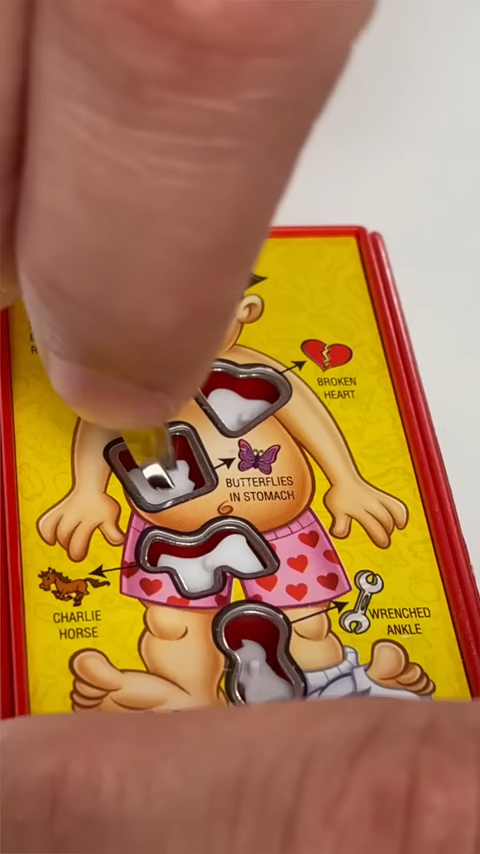 BROKEN
HEART
BUTTERFLIES
IN STOMACH
CHARLIE
HORSE
WRENCHED
ANKLE